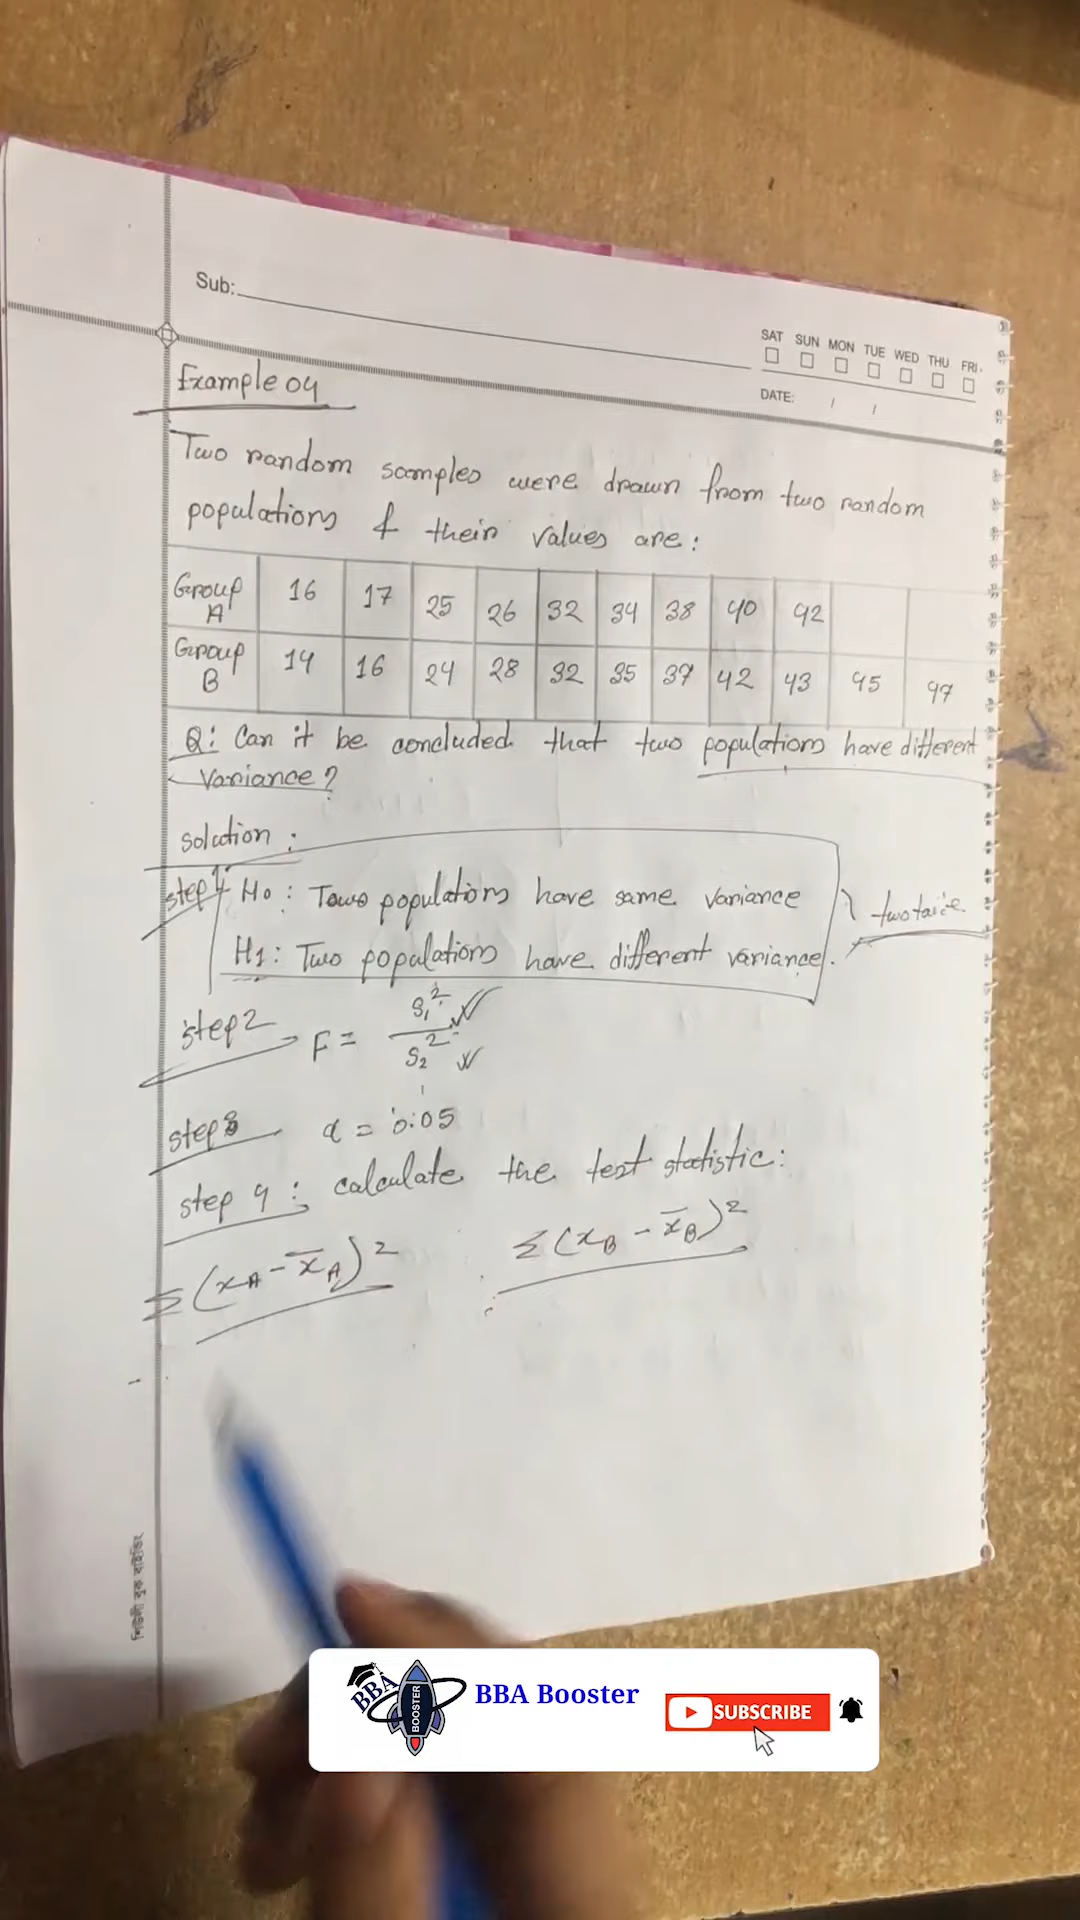 Sub:
SAT SUN MON TUE WED THU FRI.
DATE: / /
Example 04
Two random samples were drawn from two random
populations & their values are:
Group A 16 17 25 26 32 34 38 40 42
Group B 14 16 24 28 32 35 37 42 43 45 47
Q: Can it be concluded that two populations have different
variance?
Solution:
step 1: H0: Towo populations have same variance
H1: Two populations have different variance.
twotaile
step 2 F = S1² / S2²
step 3 α = 0.05
step 4: calculate the test statistic:
Σ(xA - x̄A)² Σ(xB - x̄B)²
BBA BOOSTER
BBA Booster
SUBSCRIBE